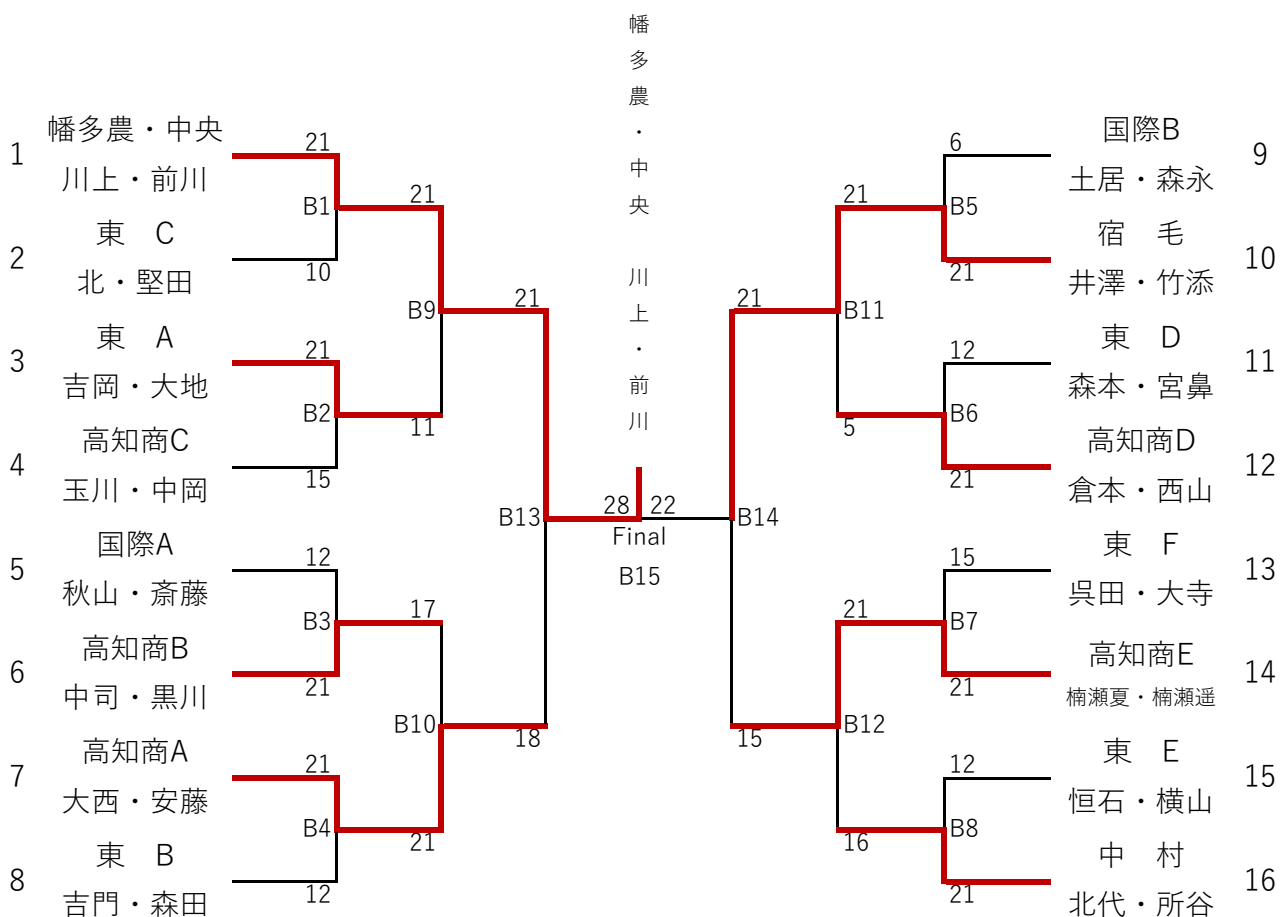 幡多農・中央　川上・前川
1
幡多農・中央
川上・前川
21
B1
2
東　C
北・堅田
10
21
B9
3
東　A
吉岡・大地
21
B2
11
4
高知商C
玉川・中岡
15
21
B13
5
国際A
秋山・斎藤
12
B3
17
6
高知商B
中司・黒川
21
B10
18
7
高知商A
大西・安藤
21
B4
21
8
東　B
吉門・森田
12
28
22
Final
B15
6
国際B
土居・森永
9
21
B5
宿　毛
井澤・竹添
10
21
21
B11
12
東　D
森本・宮鼻
11
5
B6
高知商D
倉本・西山
12
21
B14
15
東　F
呉田・大寺
13
21
B7
高知商E
楠瀬夏・楠瀬遥
14
21
15
B12
12
東　E
恒石・横山
15
16
B8
中　村
北代・所谷
16
21